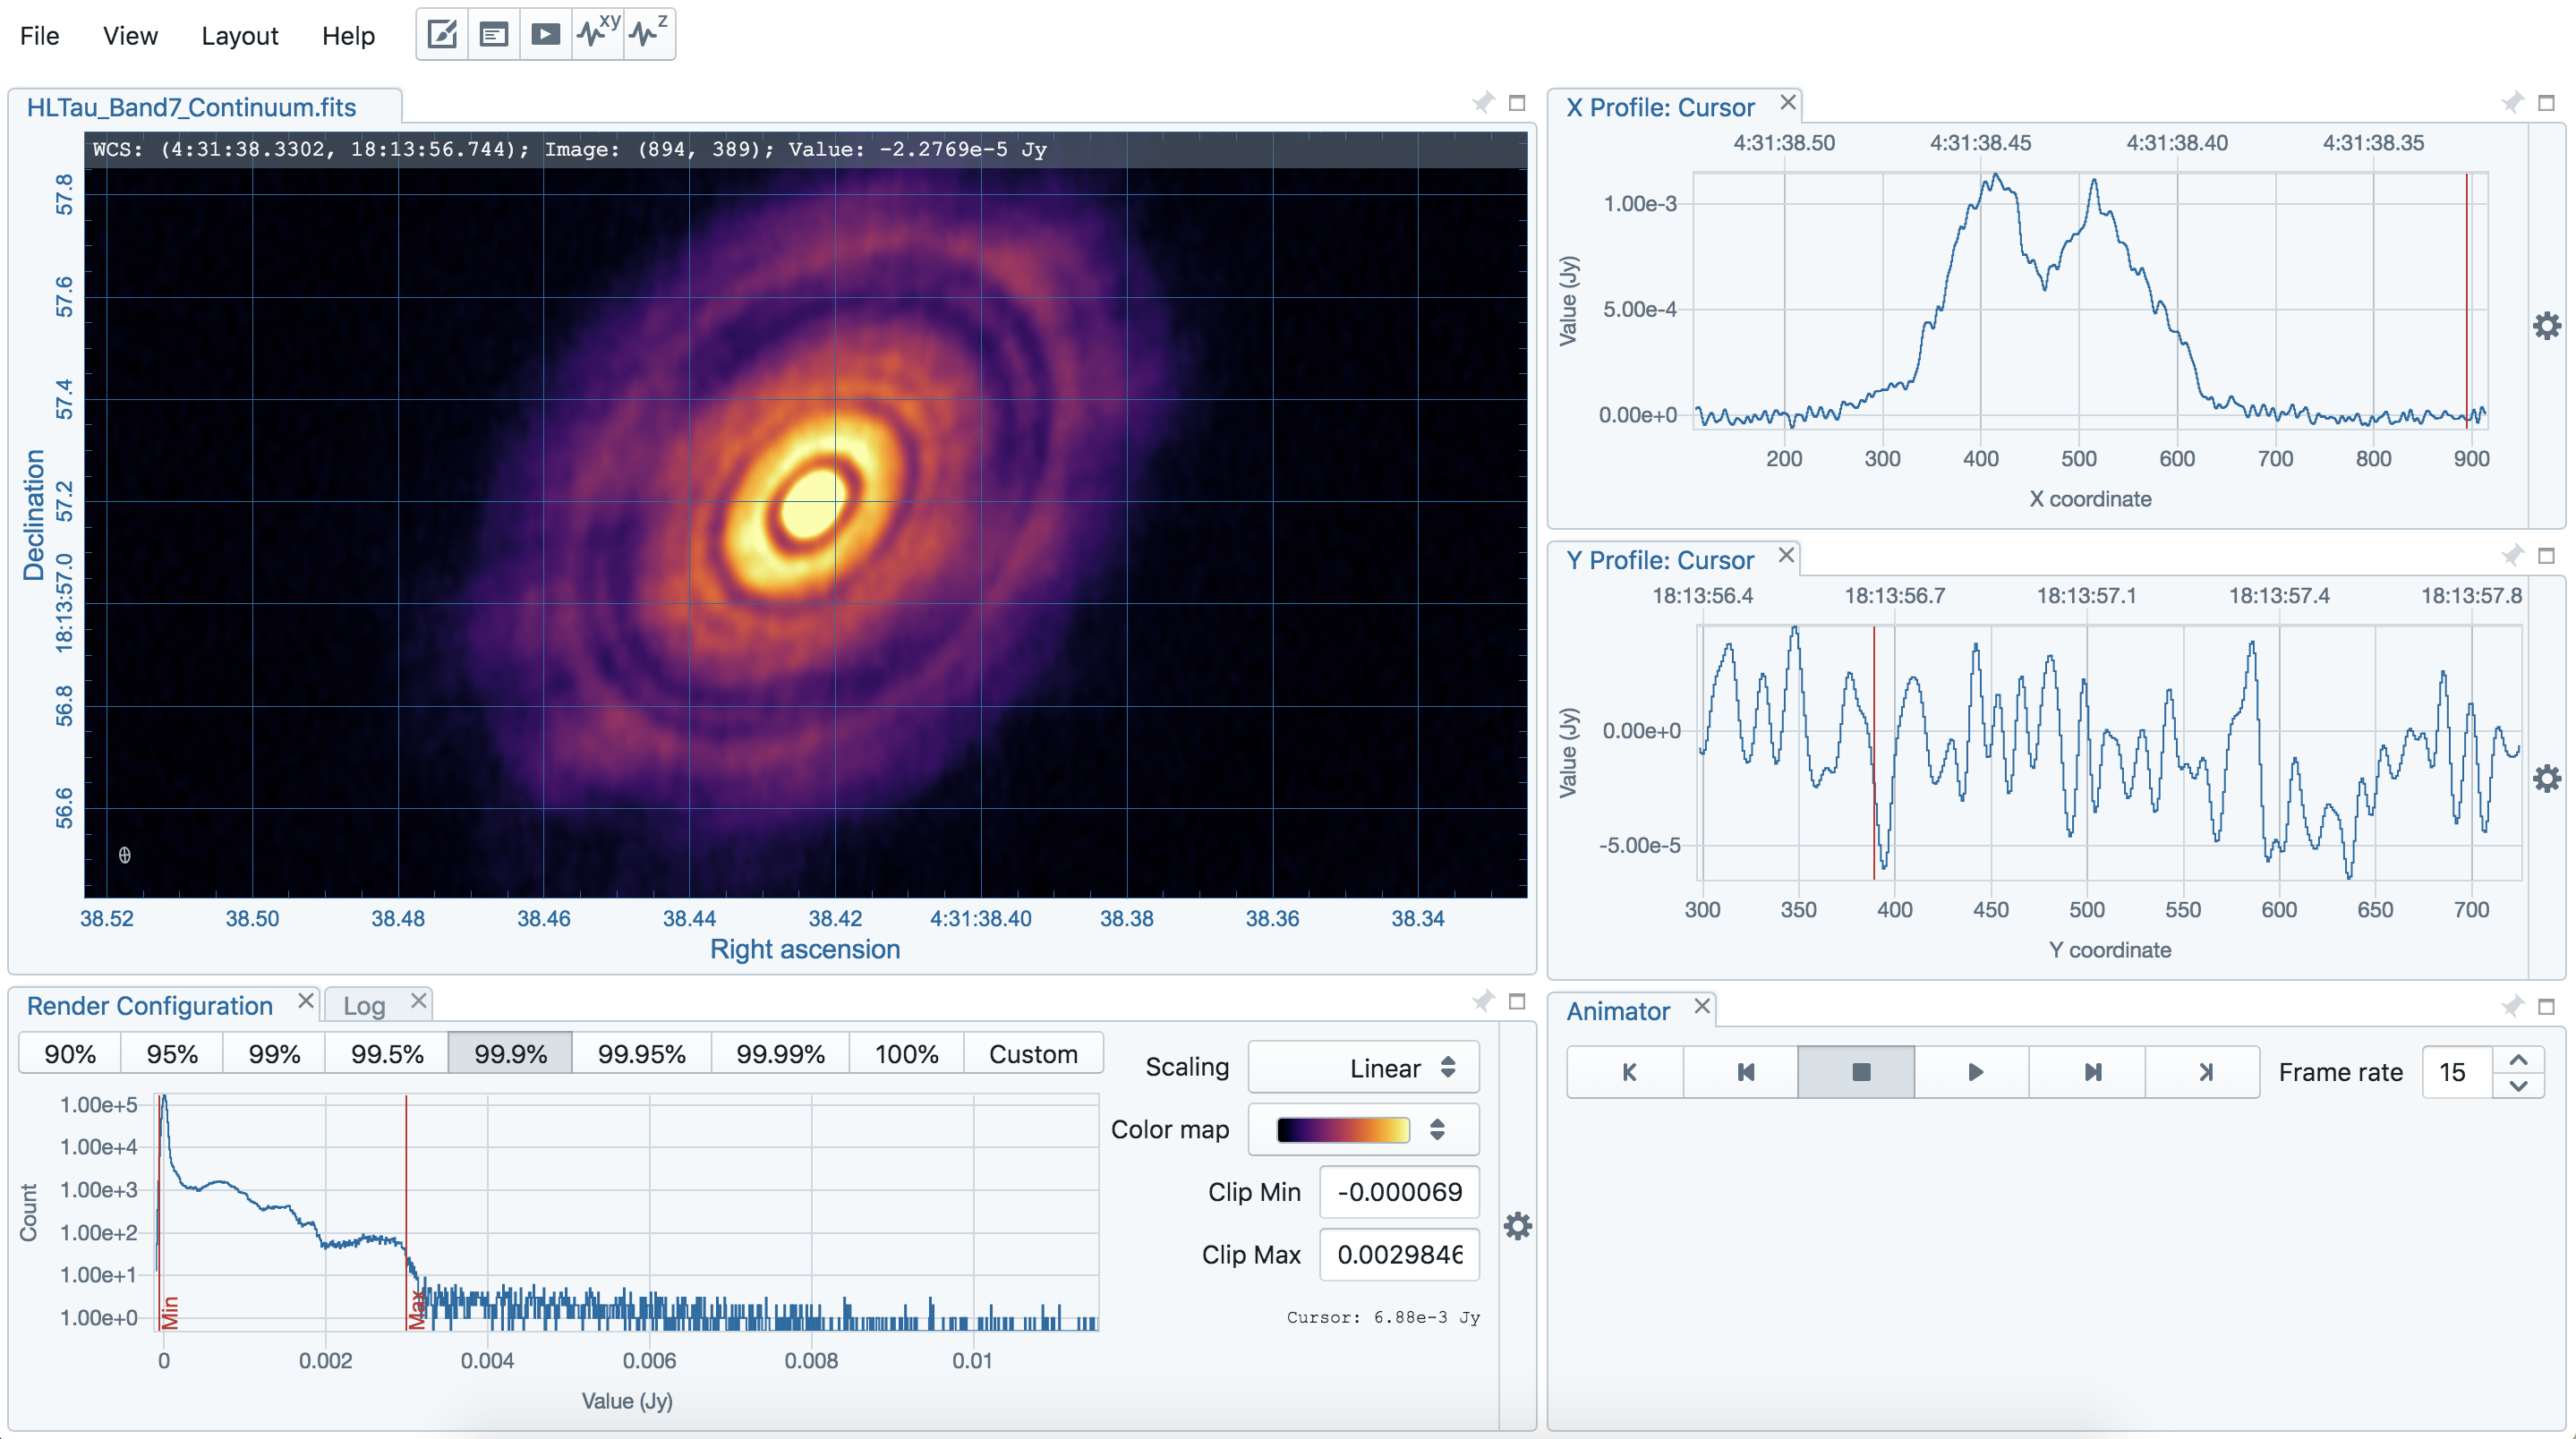 File View Layout Help xy z
HLTau_Band7_Continuum.fits
WCS: (4:31:38.3302, 18:13:56.744); Image: (894, 389); Value: -2.2769e-5 Jy
57.8
57.6
57.4
57.2
18:13:57.0
56.8
56.6
Declination
38.52 38.50 38.48 38.46 38.44 38.42 4:31:38.40 38.38 38.36 38.34
Right ascension
X Profile: Cursor
4:31:38.50 4:31:38.45 4:31:38.40 4:31:38.35
1.00e-3
5.00e-4
0.00e+0
Value (Jy)
200 300 400 500 600 700 800 900
X coordinate
Y Profile: Cursor
18:13:56.4 18:13:56.7 18:13:57.1 18:13:57.4 18:13:57.8
0.00e+0
-5.00e-5
Value (Jy)
300 350 400 450 500 550 600 650 700
Y coordinate
Render Configuration Log
90% 95% 99% 99.5% 99.9% 99.95% 99.99% 100% Custom
1.00e+5
1.00e+4
1.00e+3
1.00e+2
1.00e+1
1.00e+0
Count
Min
Max
0 0.002 0.004 0.006 0.008 0.01
Value (Jy)
Scaling Linear
Color map
Clip Min -0.000069
Clip Max 0.0029846
Cursor: 6.88e-3 Jy
Animator
Frame rate 15